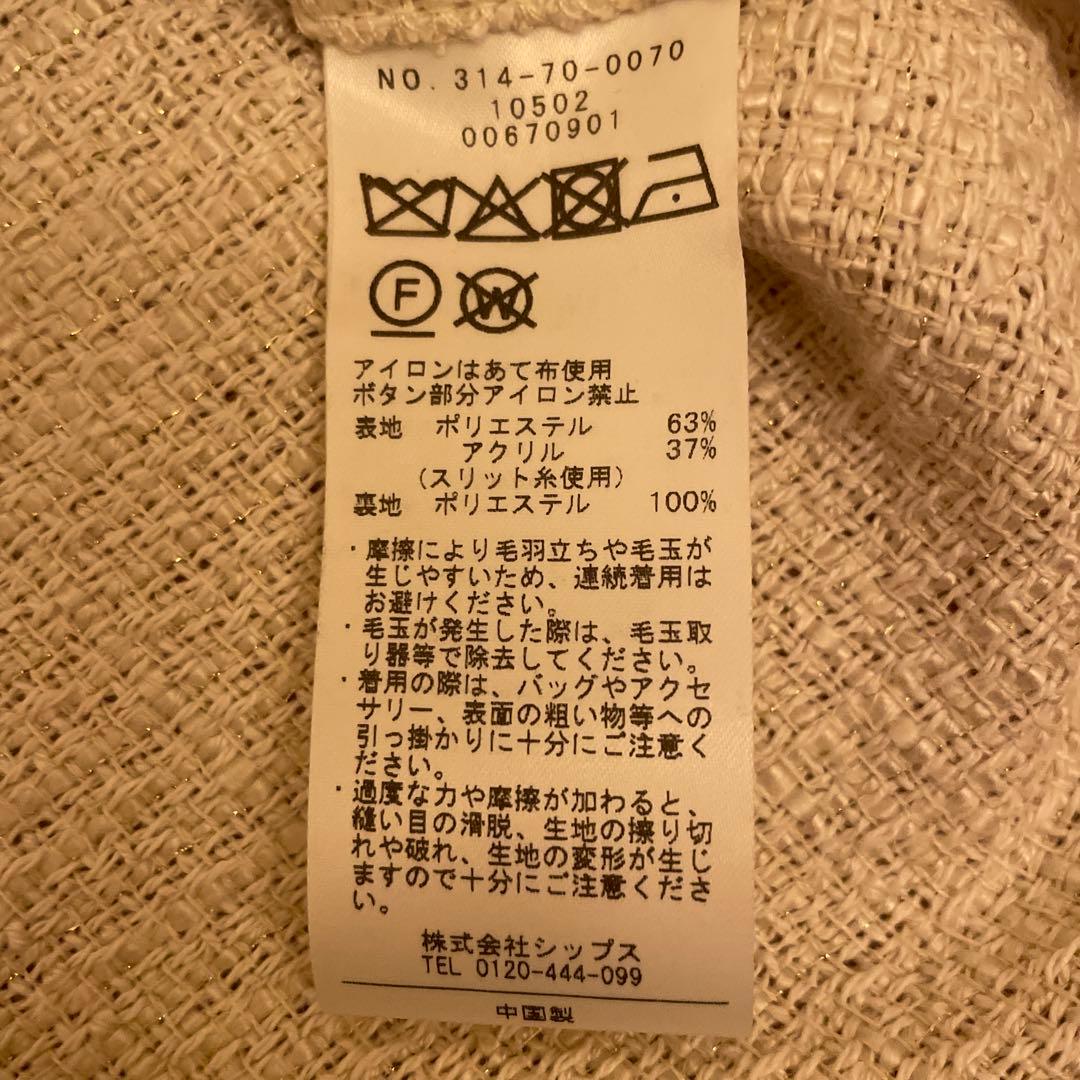 NO. 314-70-0070
10502
00670901
F
W
アイロンはあて布使用
ボタン部分アイロン禁止
表地 ポリエステル 63%
アクリル 37%
(スリット糸使用)
裏地 ポリエステル 100%
・摩擦により毛羽立ちや毛玉が
生じやすいため、連続着用は
お避けください。
・毛玉が発生した際は、毛玉取
り器等で除去してください。
・着用の際は、バッグやアクセ
サリー、表面の粗い物等への
引っ掛かりに十分にご注意く
ださい。
・過度な力や摩擦が加わると、
縫い目の滑脱、生地の擦り切
れや破れ、生地の変形が生じ
ますので十分にご注意くださ
い。
株式会社シップス
TEL 0120-444-099
中国製